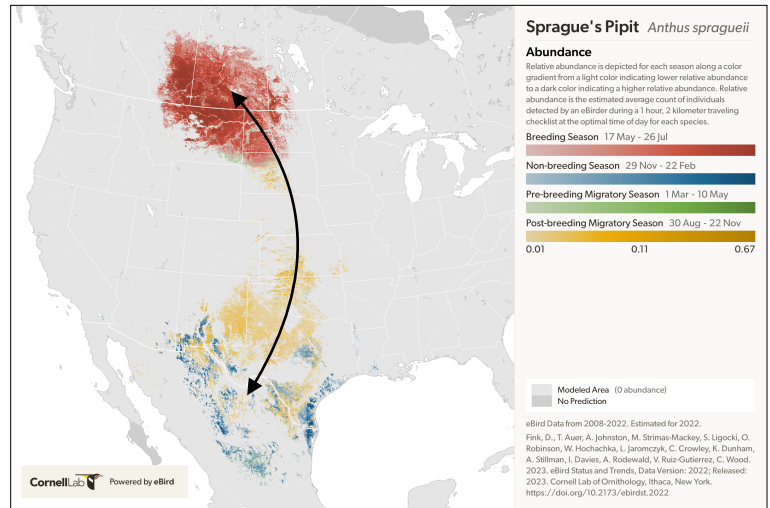 Sprague's Pipit Anthus spragueii
Abundance
Relative abundance is depicted for each season along a color
gradient from a light color indicating lower relative abundance
to a dark color indicating a higher relative abundance. Relative
abundance is the estimated average count of individuals
detected by an eBirder during a 1 hour, 2 kilometer traveling
checklist at the optimal time of day for each species.
Breeding Season 17 May - 26 Jul
Non-breeding Season 29 Nov - 22 Feb
Pre-breeding Migratory Season 1 Mar - 10 May
Post-breeding Migratory Season 30 Aug - 22 Nov
0.01 0.11 0.67
Modeled Area (0 abundance)
No Prediction
eBird Data from 2008-2022. Estimated for 2022.
Fink, D., T. Auer, A. Johnston, M. Strimas-Mackey, S. Ligocki, O.
Robinson, W. Hochachka, L. Jaromczyk, C. Crowley, K. Dunham,
A. Stillman, I. Davies, A. Rodewald, V. Ruiz-Gutierrez, C. Wood.
2023. eBird Status and Trends, Data Version: 2022; Released:
2023. Cornell Lab of Ornithology, Ithaca, New York.
https://doi.org/10.2173/ebirdst.2022
CornellLab Powered by eBird